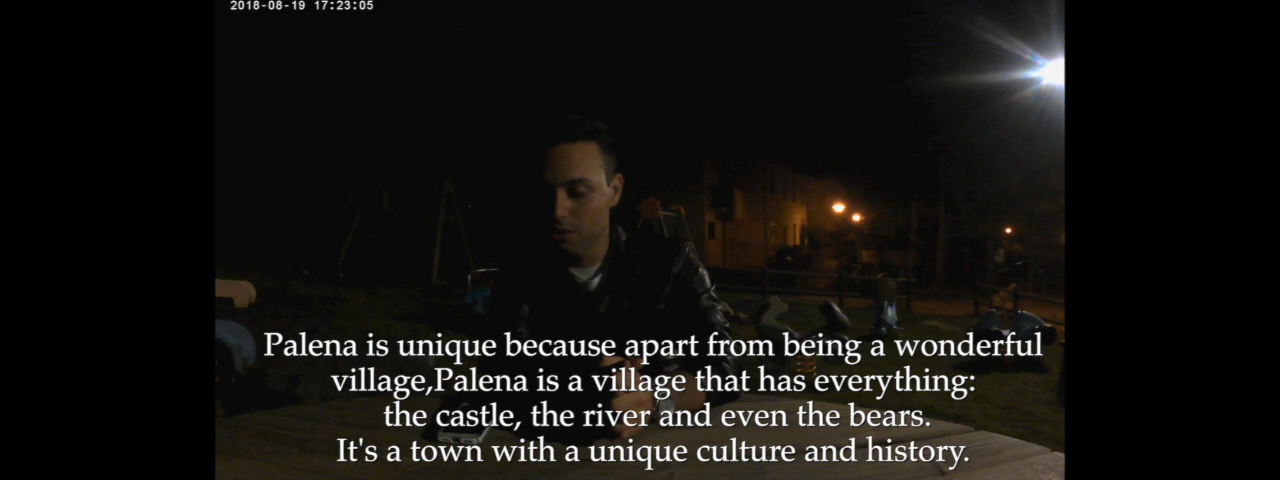 2018-08-19 17:23:05
Palena is unique because apart from being a wonderful
village,Palena is a village that has everything:
the castle, the river and even the bears.
It's a town with a unique culture and history.